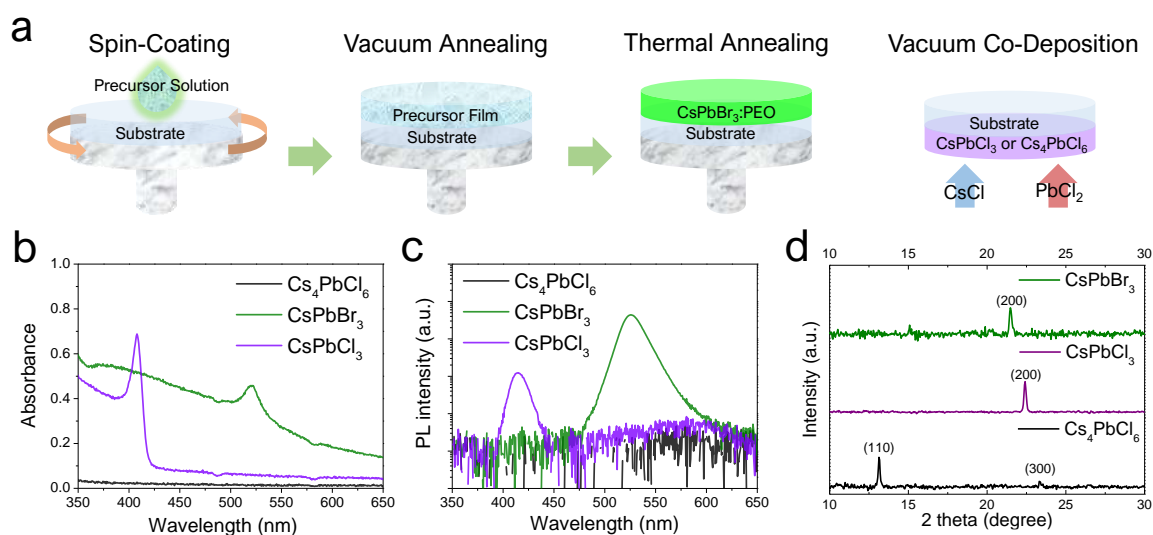 a
Spin-Coating
Vacuum Annealing
Thermal Annealing
Vacuum Co-Deposition
Precursor Solution
Substrate
Precursor Film
Substrate
CsPbBr₃:PEO
Substrate
Substrate
CsPbCl₃ or Cs₄PbCl₆
CsCl
PbCl₂
b
Absorbance
1.0
0.8
0.6
0.4
0.2
0.0
Cs₄PbCl₆
CsPbBr₃
CsPbCl₃
350 400 450 500 550 600 650
Wavelength (nm)
c
PL intensity (a.u.)
Cs₄PbCl₆
CsPbBr₃
CsPbCl₃
350 400 450 500 550 600 650
Wavelength (nm)
d
10 15 20 25 30
Intensity (a.u.)
CsPbBr₃
(200)
CsPbCl₃
(200)
Cs₄PbCl₆
(110)
(300)
10 15 20 25 30
2 theta (degree)